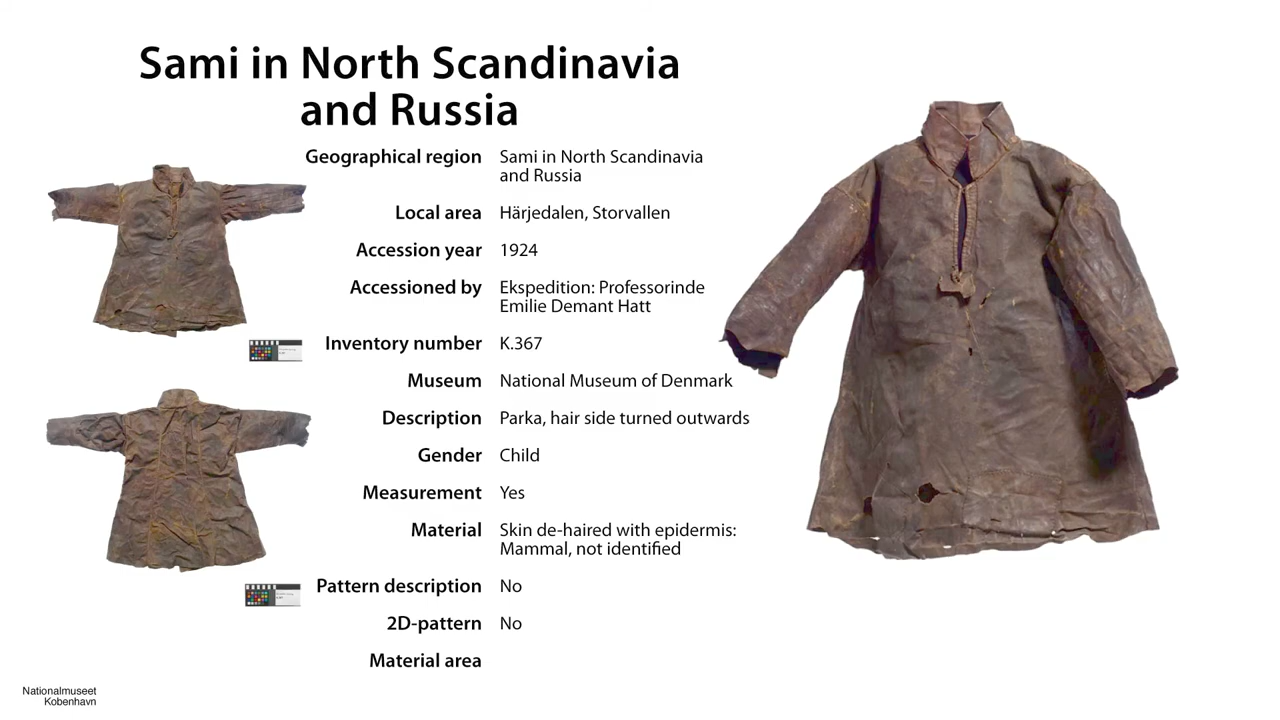 Sami in North Scandinavia
and Russia
Geographical region Sami in North Scandinavia
and Russia
Local area Härjedalen, Storvallen
Accession year 1924
Accessioned by Ekspedition: Professorinde
Emilie Demant Hatt
Inventory number K.367
Museum National Museum of Denmark
Description Parka, hair side turned outwards
Gender Child
Measurement Yes
Material Skin de-haired with epidermis:
Mammal, not identified
Pattern description No
2D-pattern No
Material area
Nationalmuseet
Kobenhavn